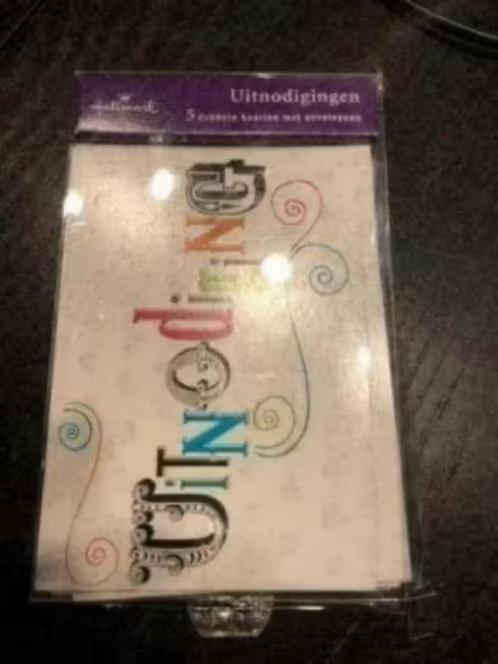 Hallmark
Uitnodigingen
5 dubbele kaarten met enveloppen
UiTNOdigiNG